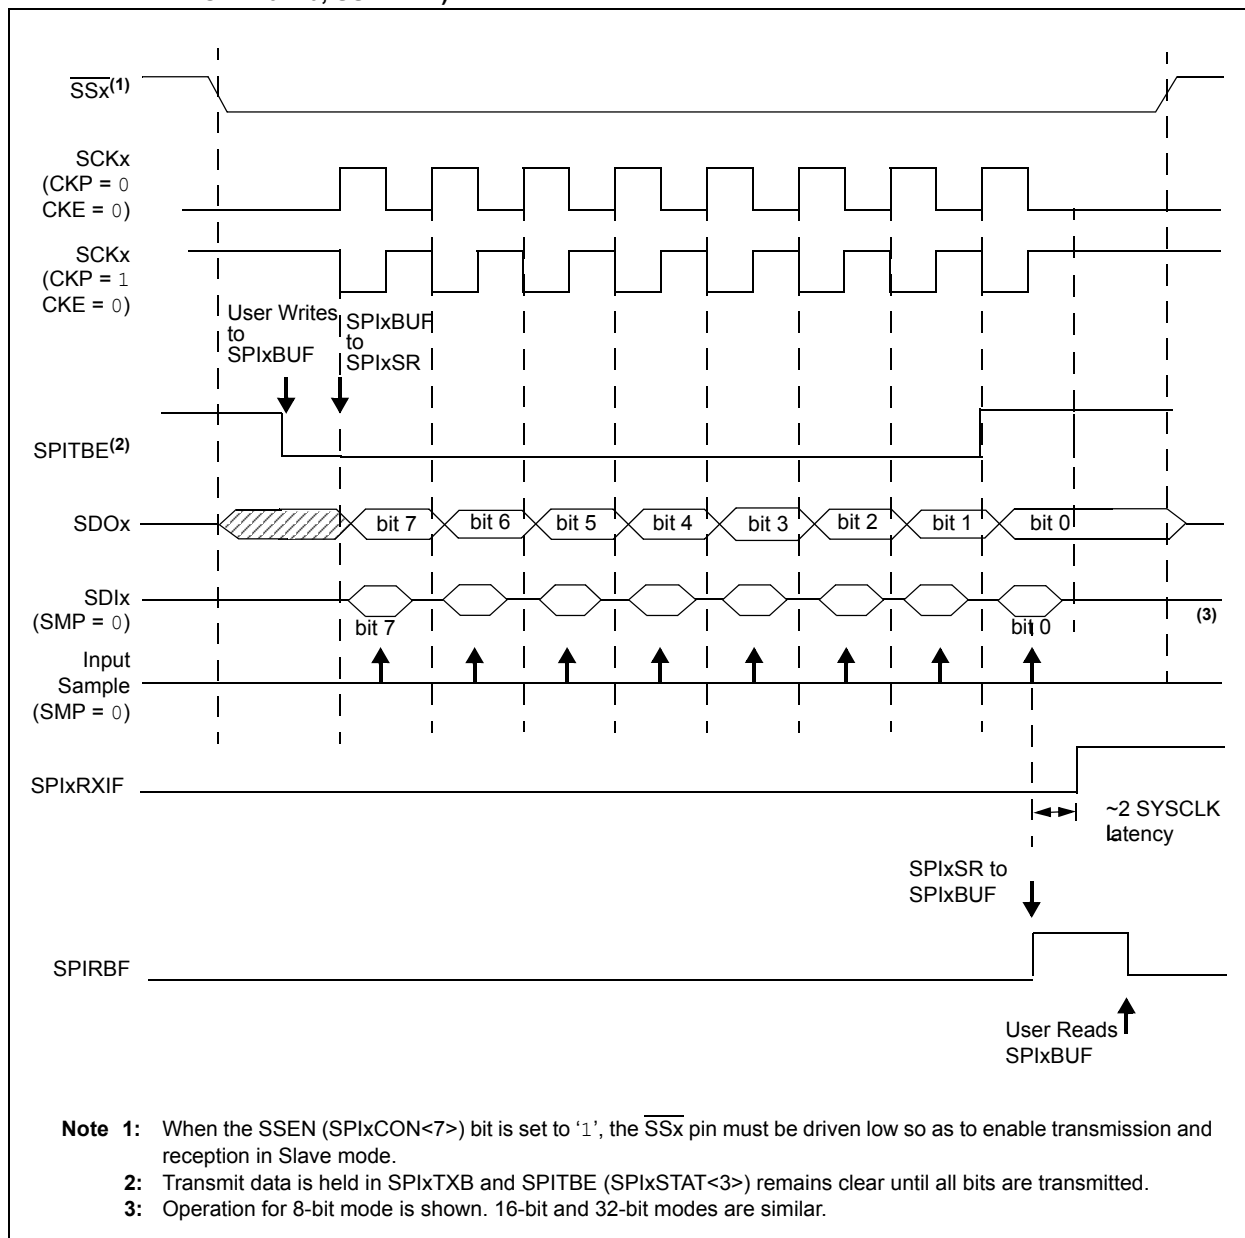 SSx(1)
SCKx
(CKP = 0
CKE = 0)
SCKx
(CKP = 1
CKE = 0)
User Writes
to
SPIxBUF
SPIxBUF
to
SPIxSR
SPITBE(2)
SDOx
bit 7
bit 6
bit 5
bit 4
bit 3
bit 2
bit 1
bit 0
SDIx
(SMP = 0)
bit 7
bit 0
(3)
Input
Sample
(SMP = 0)
SPIxRXIF
~2 SYSCLK
latency
SPIxSR to
SPIxBUF
SPIRBF
User Reads
SPIxBUF
Note 1: When the SSEN (SPIxCON<7>) bit is set to ‘1’, the SSx pin must be driven low so as to enable transmission and
reception in Slave mode.
2: Transmit data is held in SPIxTXB and SPITBE (SPIxSTAT<3>) remains clear until all bits are transmitted.
3: Operation for 8-bit mode is shown. 16-bit and 32-bit modes are similar.